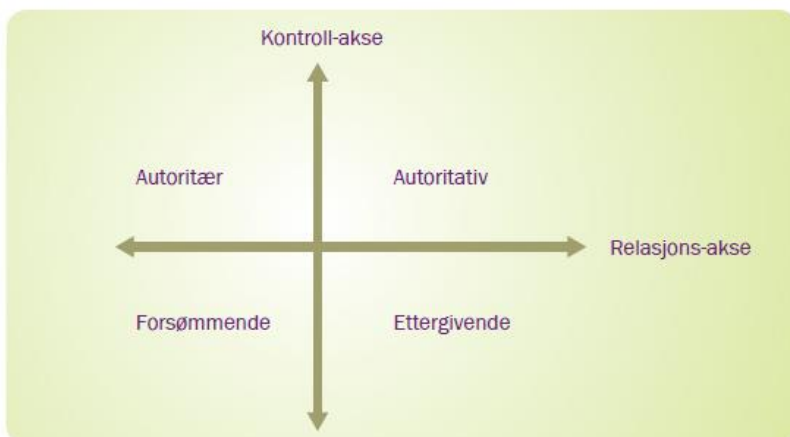 Kontroll-akse
Autoritær
Autoritativ
Relasjons-akse
Forsømmende
Ettergivende